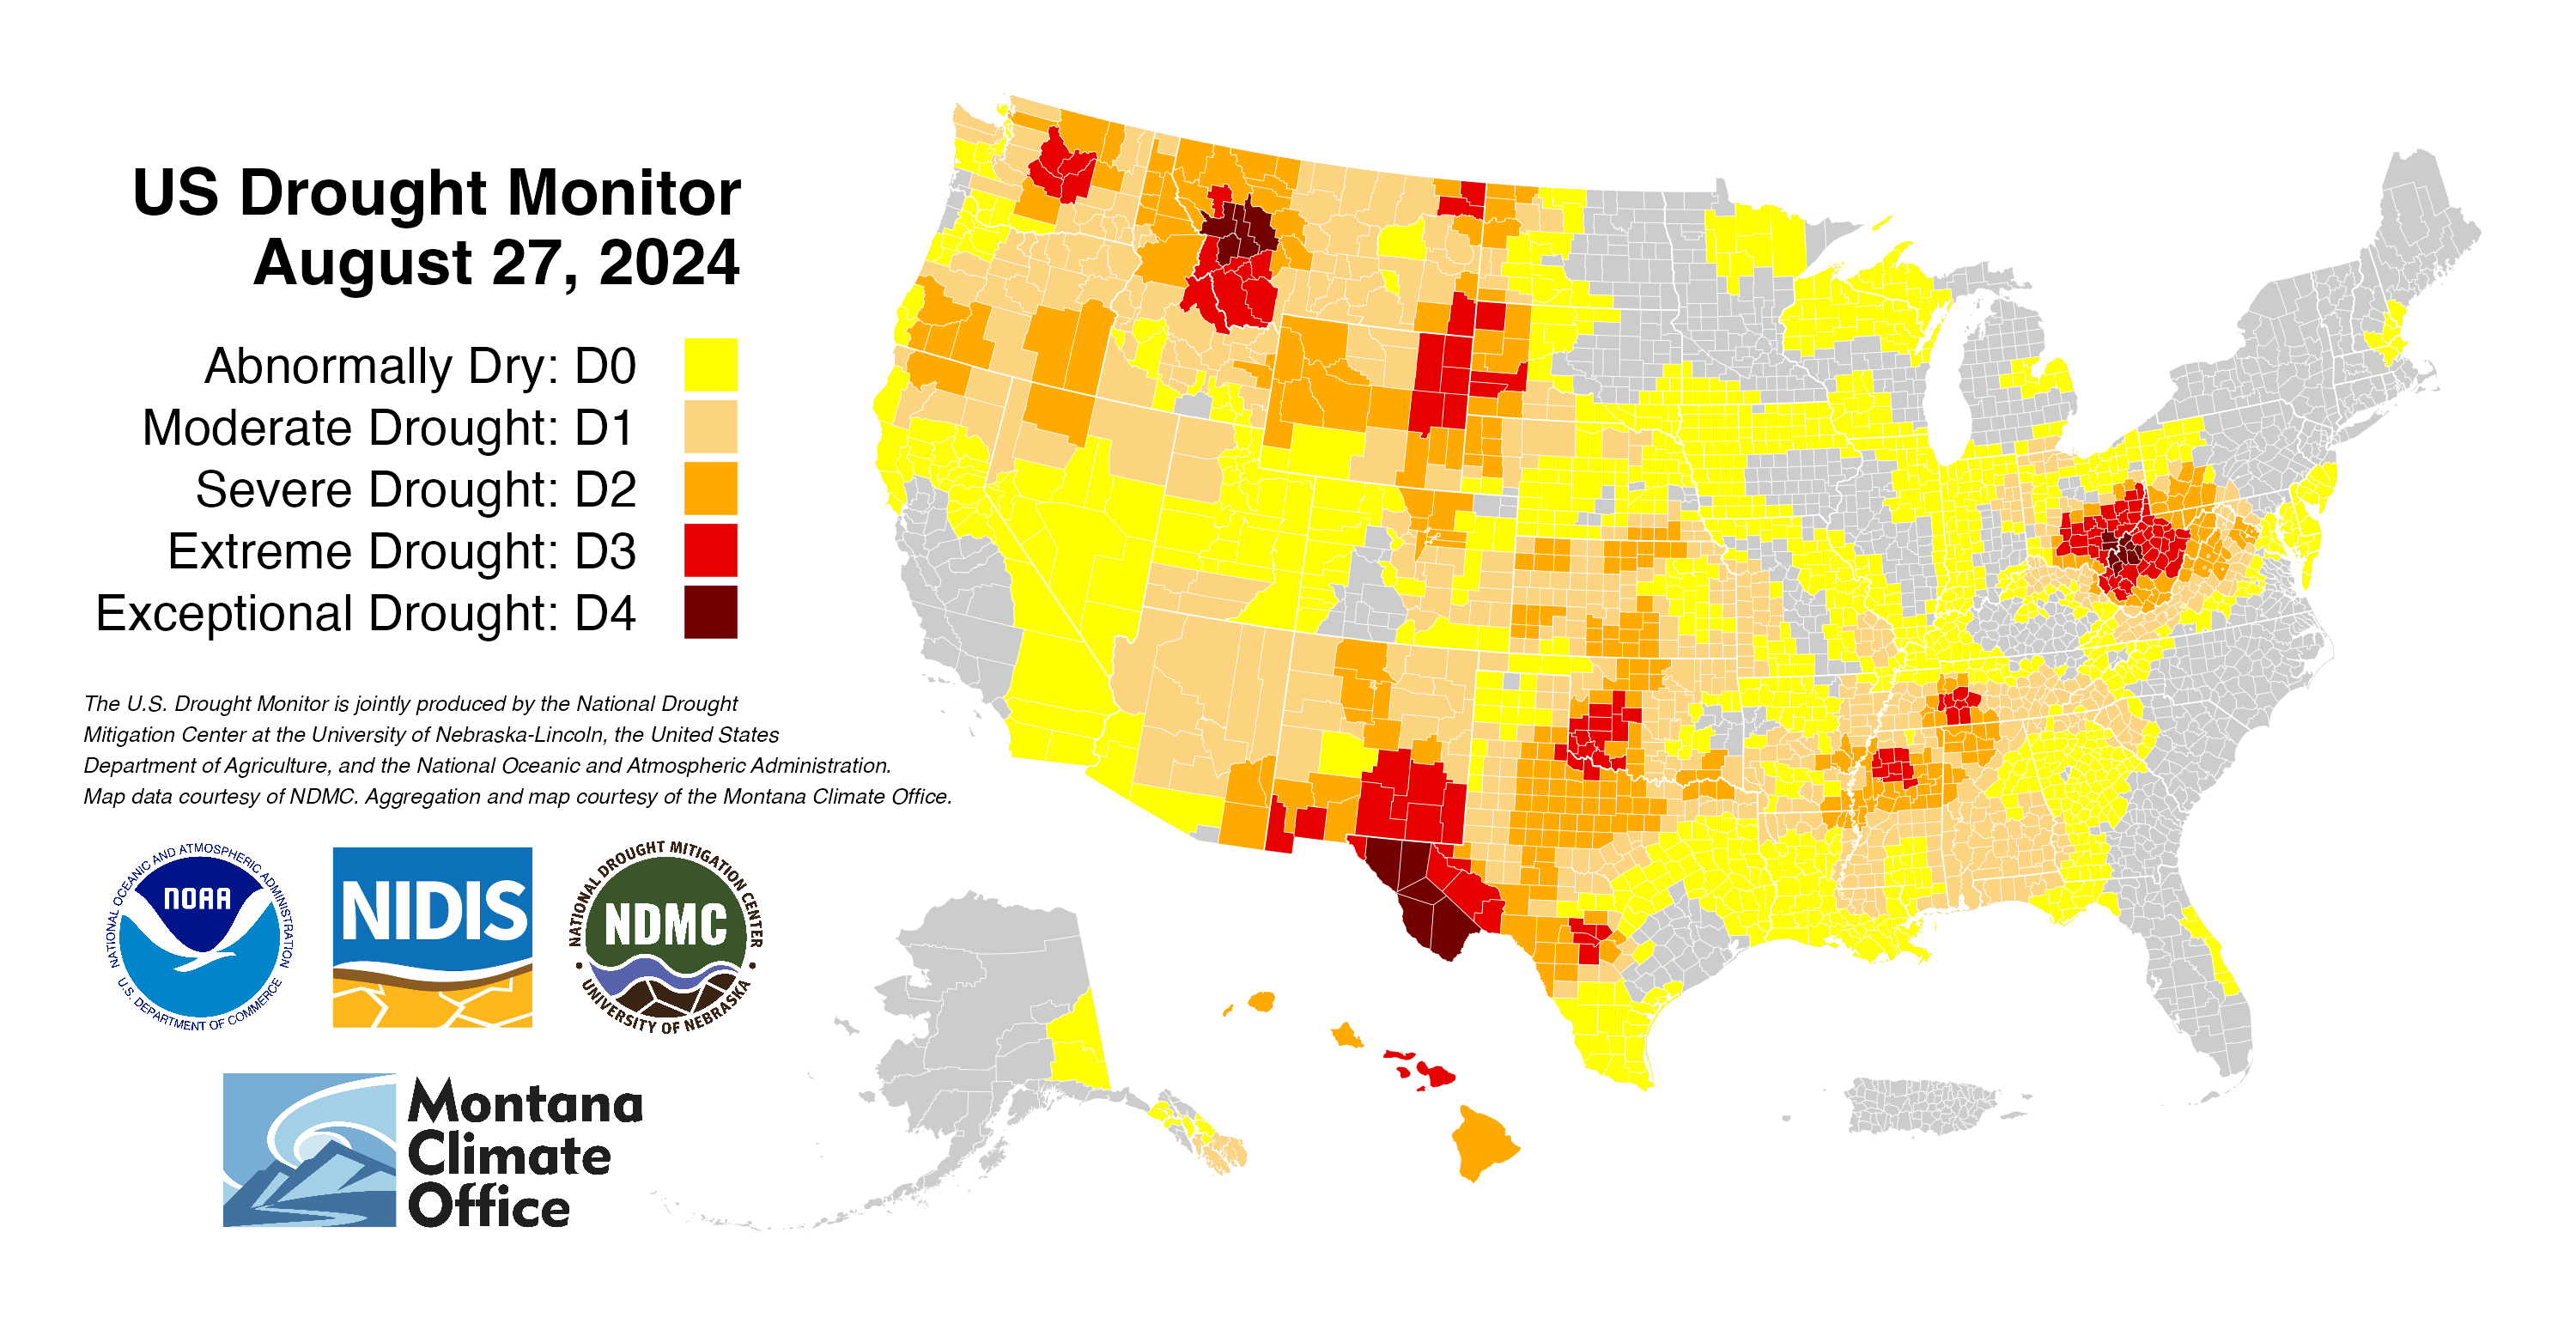 US Drought Monitor
August 27, 2024
Abnormally Dry: D0
Moderate Drought: D1
Severe Drought: D2
Extreme Drought: D3
Exceptional Drought: D4
The U.S. Drought Monitor is jointly produced by the National Drought
Mitigation Center at the University of Nebraska-Lincoln, the United States
Department of Agriculture, and the National Oceanic and Atmospheric Administration.
Map data courtesy of NDMC. Aggregation and map courtesy of the Montana Climate Office.
NATIONAL OCEANIC AND ATMOSPHERIC ADMINISTRATION
NOAA
U.S. DEPARTMENT OF COMMERCE
NIDIS
NATIONAL DROUGHT MITIGATION CENTER
NDMC
UNIVERSITY OF NEBRASKA
Montana
Climate
Office